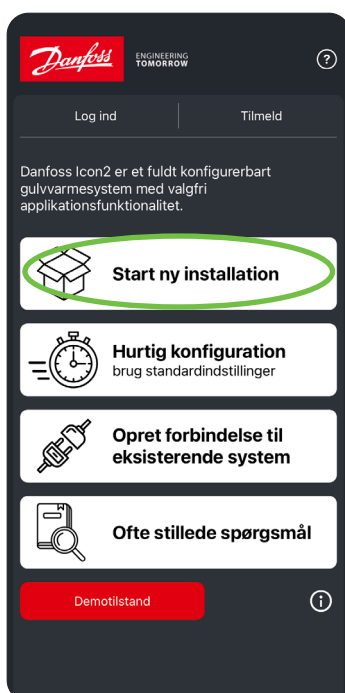 Danfoss
ENGINEERING
TOMORROW
?
Log ind
Tilmeld
Danfoss Icon2 er et fuldt konfigurerbart
gulvvarmesystem med valgfri
applikationsfunktionalitet.
Start ny installation
Hurtig konfiguration
brug standardindstillinger
Opret forbindelse til
eksisterende system
Ofte stillede spørgsmål
Demotilstand
i